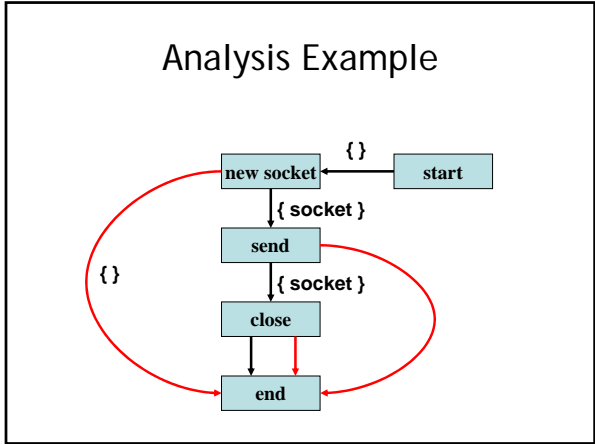 Analysis Example
{ }
new socket
start
{ socket }
send
{ }
{ socket }
close
end